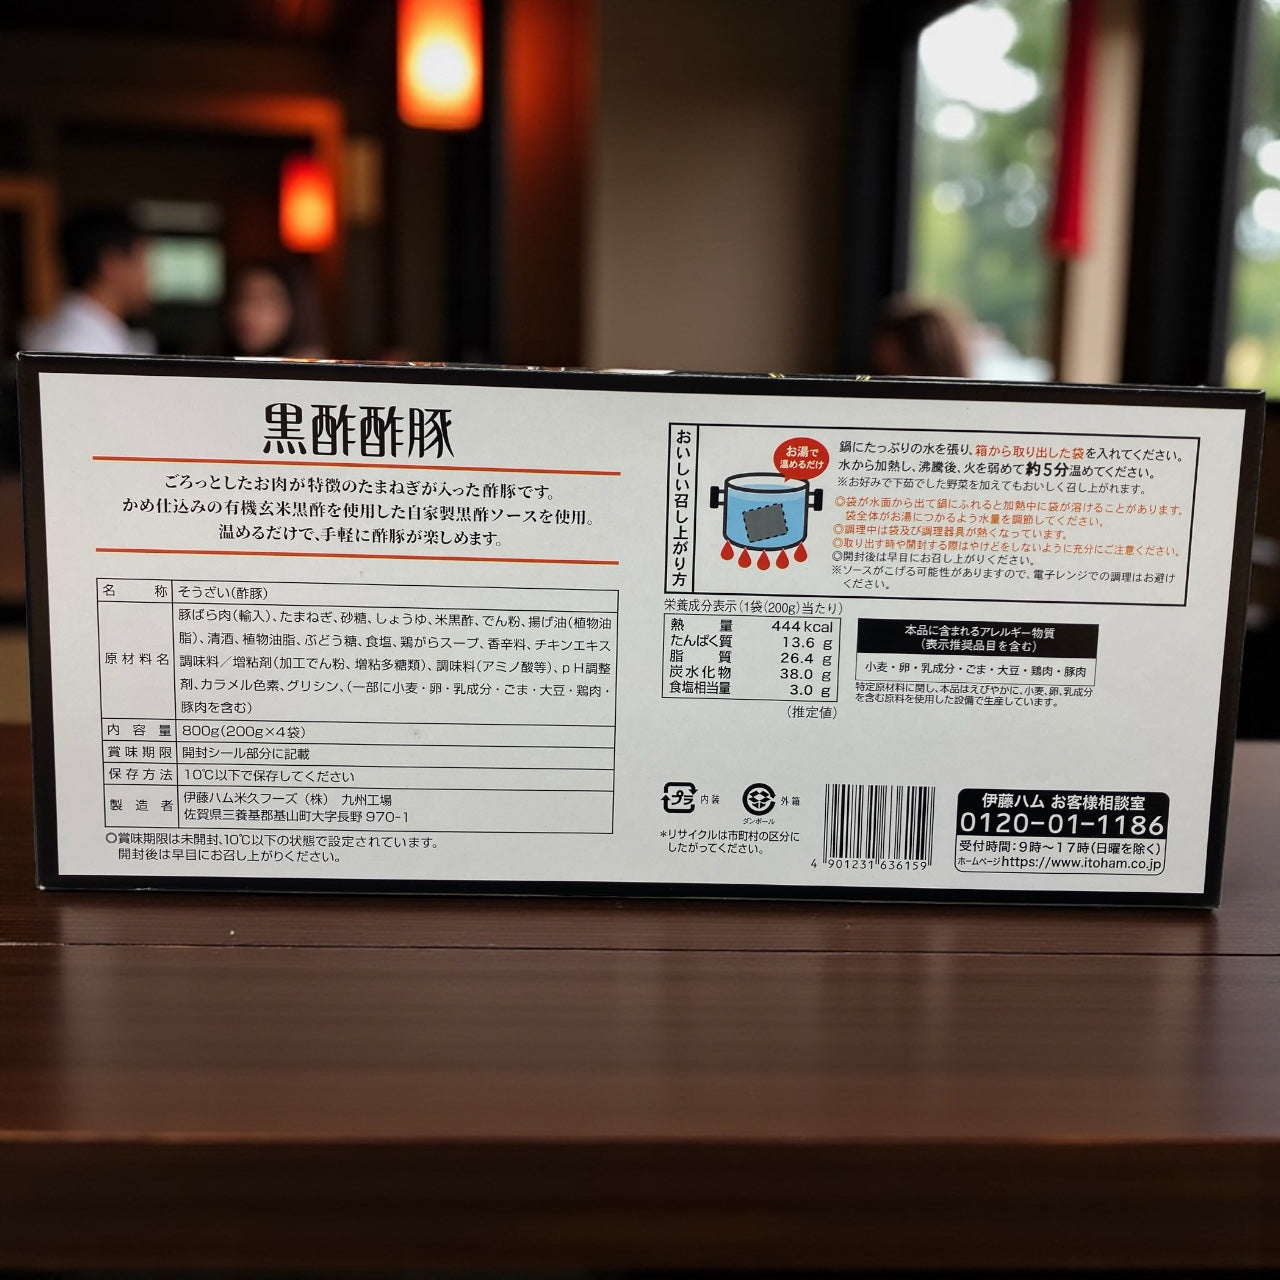 黒酢酢豚
ごろっとしたお肉が特徴のたまねぎが入った酢豚です。
かめ仕込みの有機玄米黒酢を使用した自家製黒酢ソースを使用。
温めるだけで、手軽に酢豚が楽しめます。
名称 そうざい(酢豚)
原材料名 豚ばら肉(輸入)、たまねぎ、砂糖、しょうゆ、米黒酢、でん粉、揚げ油(植物油
脂)、清酒、植物油脂、ぶどう糖、食塩、鶏がらスープ、香辛料、チキンエキス
調味料/増粘剤(加工でん粉、増粘多糖類)、調味料(アミノ酸等)、pH調整
剤、カラメル色素、グリシン、(一部に小麦・卵・乳成分・ごま・大豆・鶏肉・
豚肉を含む)
内容量 800g(200g×4袋)
賞味期限 開封シール部分に記載
保存方法 10℃以下で保存してください
製造者 伊藤ハム米久フーズ(株) 九州工場
佐賀県三養基郡基山町大字長野 970-1
◎賞味期限は未開封、10℃以下の状態で設定されています。
開封後は早目にお召し上がりください。
おいしい召し上がり方
お湯で
温めるだけ
鍋にたっぷりの水を張り、箱から取り出した袋を入れてください。
水から加熱し、沸騰後、火を弱めて約5分温めてください。
※お好みで下茹でした野菜を加えてもおいしく召し上がれます。
◎袋が水面から出て鍋にふれると加熱中に袋が溶けることがあります。
袋全体がお湯につかるよう水量を調節してください。
◎調理中は袋及び調理器具が熱くなっています。
◎取り出す時や開封する際はやけどをしないように充分にご注意ください。
◎開封後は早目にお召し上がりください。
※ソースがこげる可能性がありますので、電子レンジでの調理はお避け
ください。
栄養成分表示(1袋(200g)当たり)
熱量 444kcal
たんぱく質 13.6 g
脂質 26.4 g
炭水化物 38.0 g
食塩相当量 3.0 g
(推定値)
本品に含まれるアレルギー物質
(表示推奨品目を含む)
小麦・卵・乳成分・ごま・大豆・鶏肉・豚肉
特定原材料に関し、本品はえびやかに、小麦、卵、乳成分
を含む原料を使用した設備で生産しています。
プラ 内装
外箱
ダンボール
*リサイクルは市町村の区分に
したがってください。
4 901231 636159
伊藤ハム お客様相談室
0120-01-1186
受付時間:9時〜17時(日曜を除く)
ホームページhttps://www.itoham.co.jp